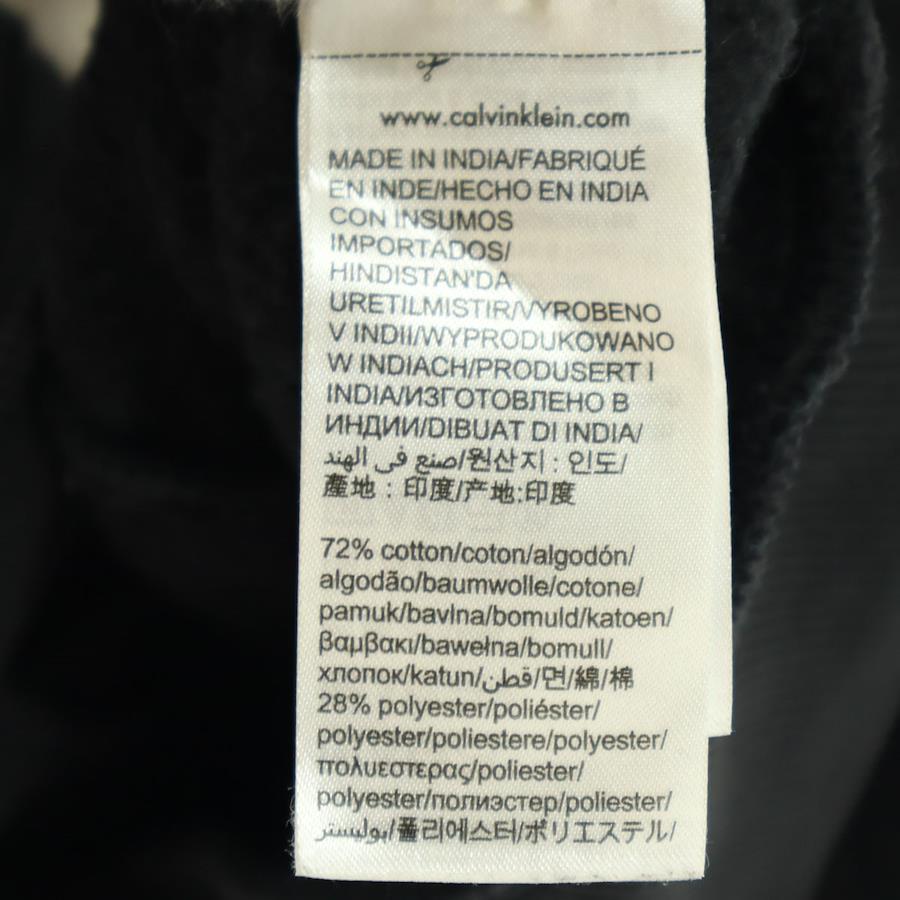 www.calvinklein.com
MADE IN INDIA/FABRIQUÉ
EN INDE/HECHO EN INDIA
CON INSUMOS
IMPORTADOS/
HINDISTAN'DA
URETILMISTIR/VYROBENO
V INDII/WYPRODUKOWANO
W INDIACH/PRODUSERT I
INDIA/ИЗГОТОВЛЕНО В
ИНДИИ/DIBUAT DI INDIA/
صنع في الهند/원산지 : 인도/
產地 : 印度/产地:印度
72% cotton/coton/algodón/
algodão/baumwolle/cotone/
pamuk/bavlna/bomuld/katoen/
βαμβακι/bawełna/bomull/
хлопок/katun/قطن/면/綿/棉
28% polyester/poliéster/
polyester/poliestere/polyester/
πολυεστερας/poliester/
polyester/полиэстер/poliester/
بوليستر/폴리에스터/ポリエステル/